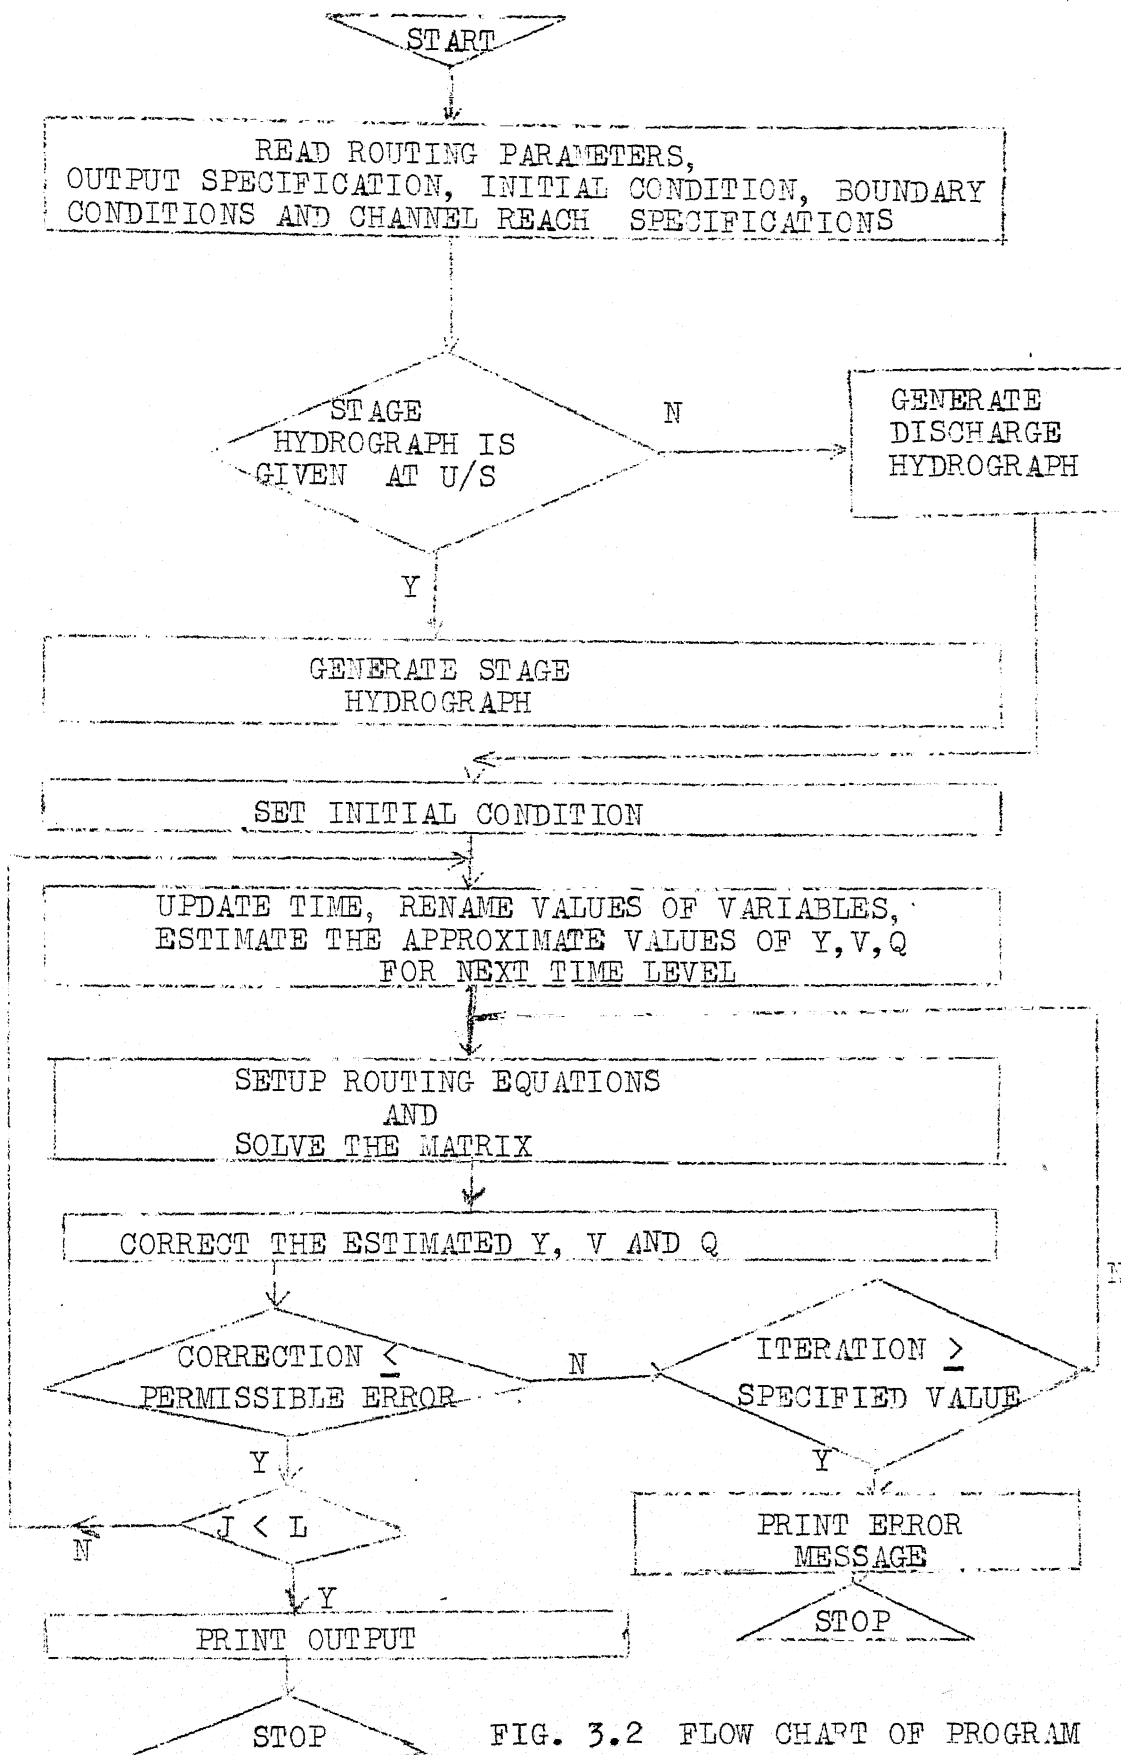 START
READ ROUTING PARAMETERS,
OUTPUT SPECIFICATION, INITIAL CONDITION, BOUNDARY
CONDITIONS AND CHANNEL REACH SPECIFICATIONS
STAGE
HYDROGRAPH IS
GIVEN AT U/S
N
GENERATE
DISCHARGE
HYDROGRAPH
Y
GENERATE STAGE
HYDROGRAPH
SET INITIAL CONDITION
UPDATE TIME, RENAME VALUES OF VARIABLES,
ESTIMATE THE APPROXIMATE VALUES OF Y,V,Q
FOR NEXT TIME LEVEL
SETUP ROUTING EQUATIONS
AND
SOLVE THE MATRIX
CORRECT THE ESTIMATED Y, V AND Q
N
CORRECTION ≤
PERMISSIBLE ERROR
N
ITERATION ≥
SPECIFIED VALUE
Y
Y
J < L
N
PRINT ERROR
MESSAGE
Y
STOP
PRINT OUTPUT
STOP
FIG. 3.2 FLOW CHART OF PROGRAM